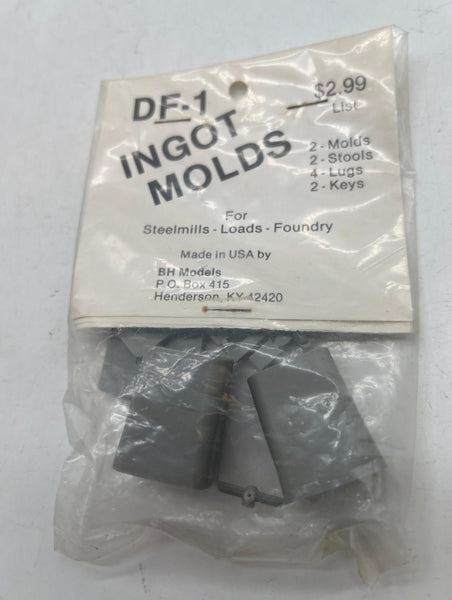 DF-1
$2.99
List
INGOT
MOLDS
2 - Molds
2 - Stools
4 - Lugs
2 - Keys
For
Steelmills - Loads - Foundry
Made in USA by
BH Models
P.O. Box 415
Henderson, KY 42420